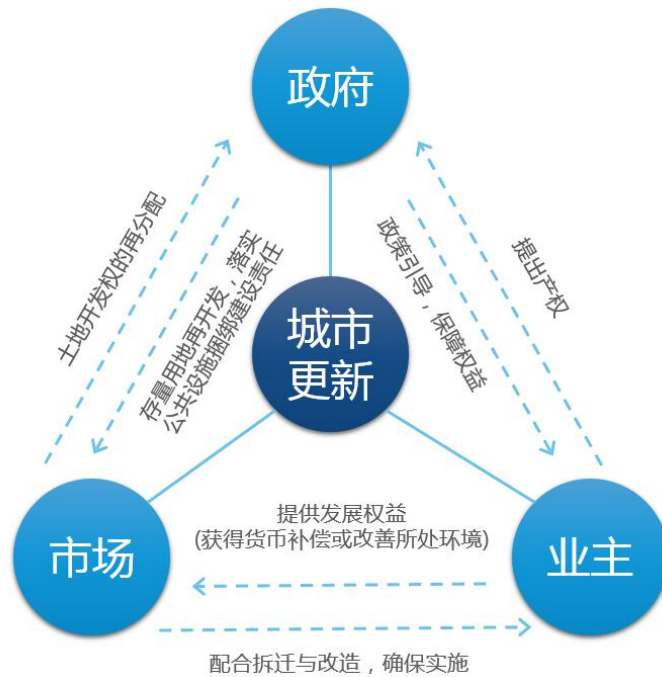 政府
土地开发权的再分配
存量用地再开发，落实
公共设施捆绑建设责任
政策引导，保障权益
提出产权
城市
更新
市场
提供发展权益
(获得货币补偿或改善所处环境)
业主
配合拆迁与改造，确保实施